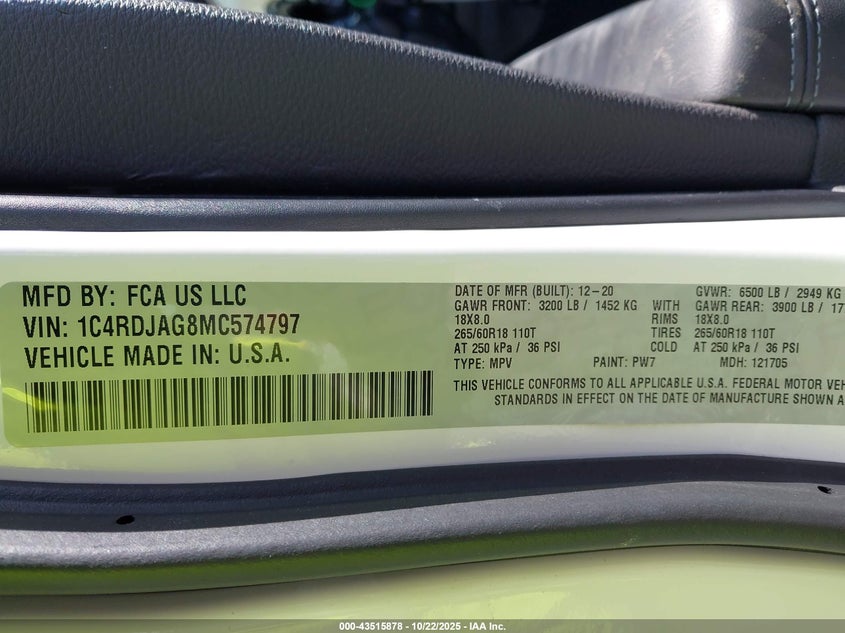 MFD BY: FCA US LLC
VIN: 1C4RDJAG8MC574797
VEHICLE MADE IN: U.S.A.
DATE OF MFR (BUILT): 12-20 GVWR: 6500 LB / 2949 KG
GAWR FRONT: 3200 LB / 1452 KG WITH GAWR REAR: 3900 LB /
18X8.0 RIMS 18X8.0
265/60R18 110T TIRES 265/60R18 110T
AT 250 kPa / 36 PSI COLD AT 250 kPa / 36 PSI
TYPE: MPV PAINT: PW7 MDH: 121705
THIS VEHICLE CONFORMS TO ALL APPLICABLE U.S.A. FEDERAL MOTOR
STANDARDS IN EFFECT ON THE DATE OF MANUFACTURE SHOWN
000-43515878 - 10/22/2025 - IAA Inc.